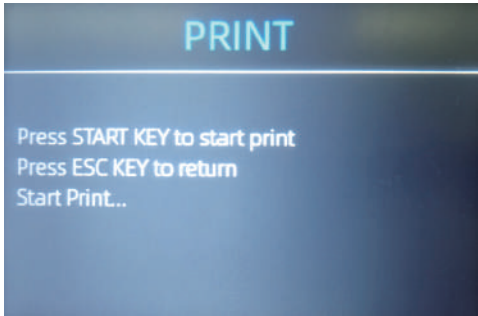 PRINT
Press START KEY to start print
Press ESC KEY to return
Start Print...